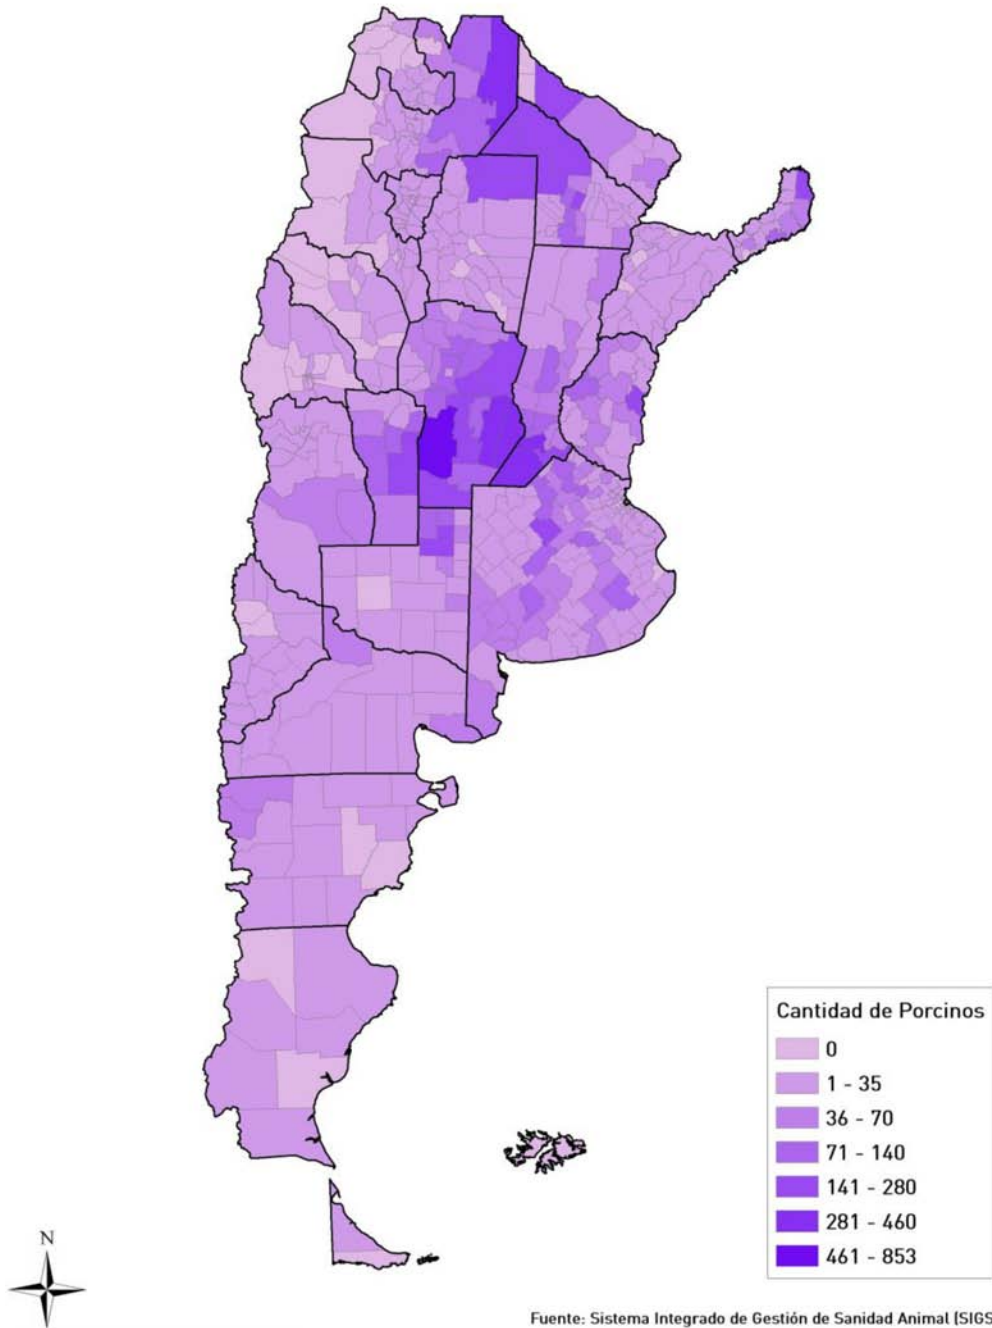 Cantidad de Porcinos
0
1 - 35
36 - 70
71 - 140
141 - 280
281 - 460
461 - 853
N
Fuente: Sistema Integrado de Gestión de Sanidad Animal (SIGS